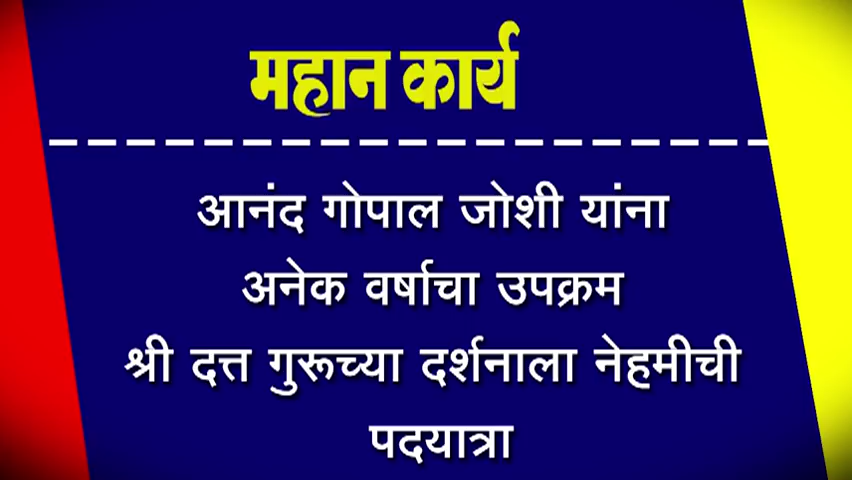 महान कार्य
आनंद गोपाल जोशी यांना
अनेक वर्षाचा उपक्रम
श्री दत्त गुरूच्या दर्शनाला नेहमीची
पदयात्रा